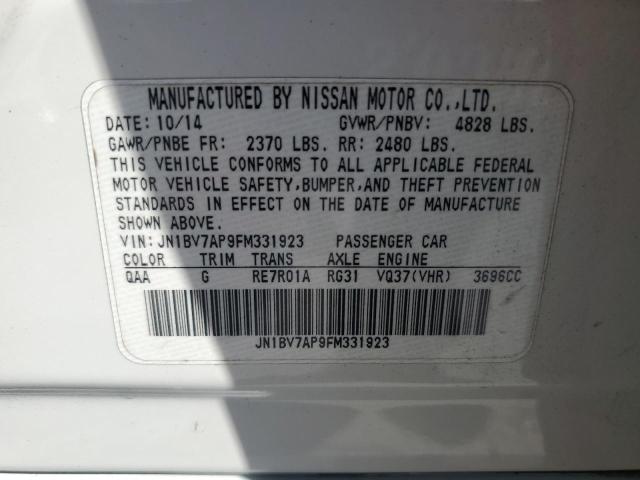 MANUFACTURED BY NISSAN MOTOR CO.,LTD.
DATE: 10/14 GVWR/PNBV: 4828 LBS.
GAWR/PNBE FR: 2370 LBS. RR: 2480 LBS.
THIS VEHICLE CONFORMS TO ALL APPLICABLE FEDERAL
MOTOR VEHICLE SAFETY,BUMPER,AND THEFT PREVENTION
STANDARDS IN EFFECT ON THE DATE OF MANUFACTURE
SHOWN ABOVE.
VIN: JN1BV7AP9FM331923 PASSENGER CAR
COLOR TRIM TRANS AXLE ENGINE
QAA G RE7R01A RG31 VQ37(VHR) 3696CC
JN1BV7AP9FM331923